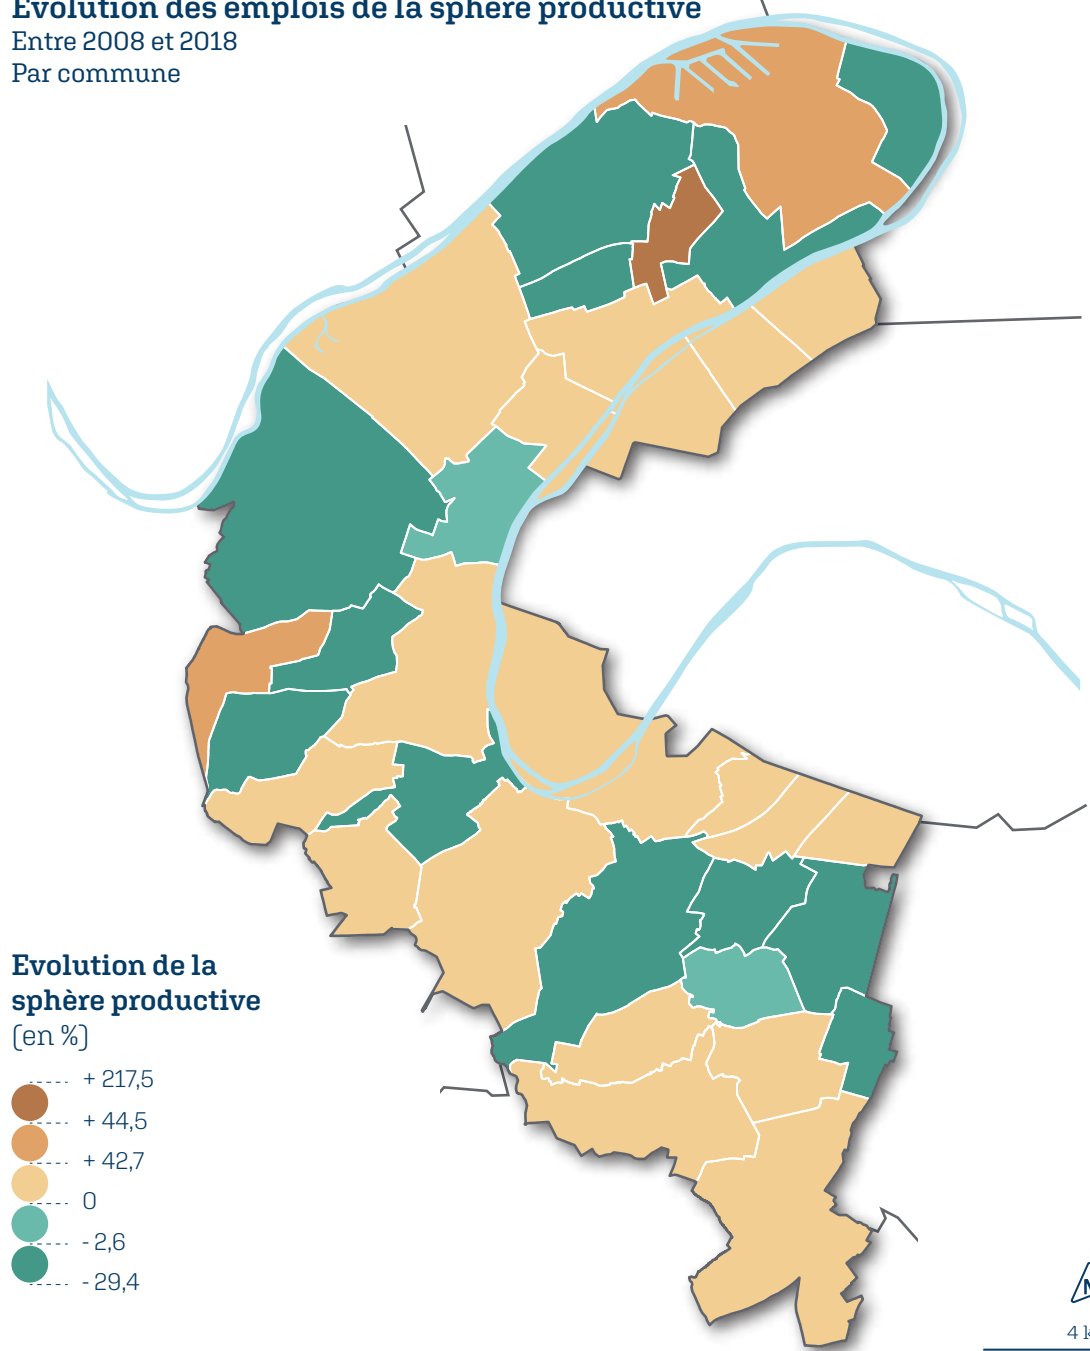 Evolution des emplois de la sphère productive
Entre 2008 et 2018
Par commune
Evolution de la
sphère productive
(en %)
+ 217,5
+ 44,5
+ 42,7
0
- 2,6
- 29,4
N
4 k